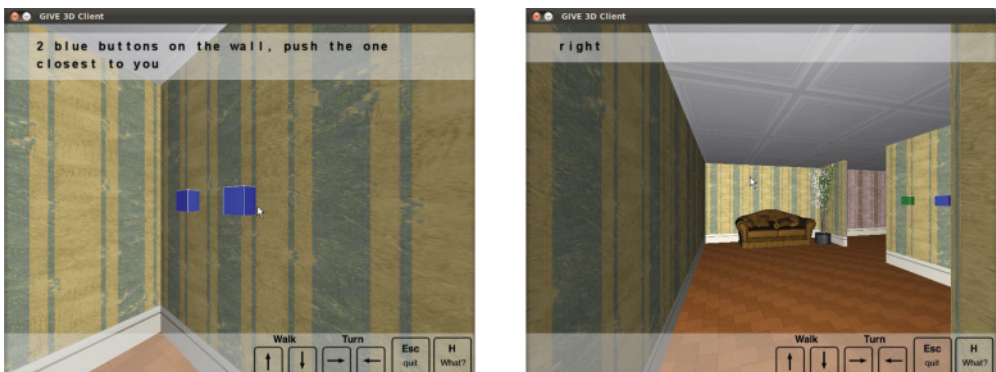 GIVE 3D Client
2 blue buttons on the wall, push the one
closest to you
Walk
Turn
Esc
quit
H
What?
GIVE 3D Client
right
Walk
Turn
Esc
quit
H
What?